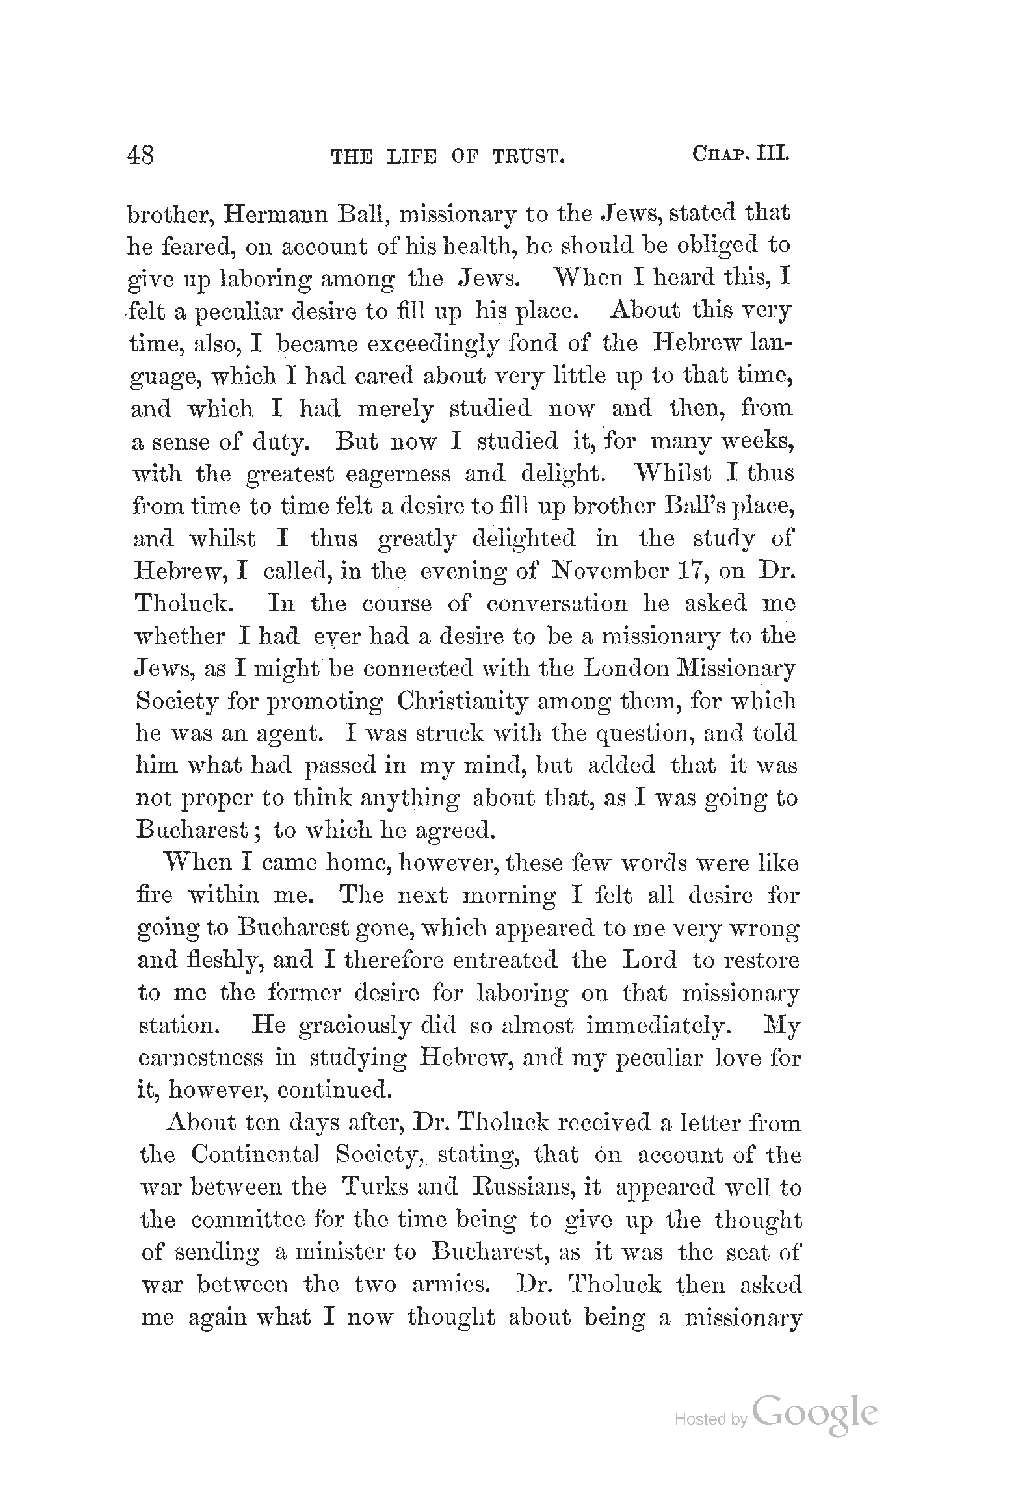 48 THE LIFE OF TRUST. CHAP. III.
brother, Hermann Ball, missionary to the Jews, stated that
he feared, on account of his health, he should be obliged to
give up laboring among the Jews. When I heard this, I
felt a peculiar desire to fill up his place. About this very
time, also, I became exceedingly fond of the Hebrew lan-
guage, which I had cared about very little up to that time,
and which I had merely studied now and then, from
a sense of duty. But now I studied it, for many weeks,
with the greatest eagerness and delight. Whilst I thus
from time to time felt a desire to fill up brother Ball's place,
and whilst I thus greatly delighted in the study of
Hebrew, I called, in the evening of November 17, on Dr.
Tholuck. In the course of conversation he asked me
whether I had ever had a desire to be a missionary to the
Jews, as I might be connected with the London Missionary
Society for promoting Christianity among them, for which
he was an agent. I was struck with the question, and told
him what had passed in my mind, but added that it was
not proper to think anything about that, as I was going to
Bucharest; to which he agreed.
When I came home, however, these few words were like
fire within me. The next morning I felt all desire for
going to Bucharest gone, which appeared to me very wrong
and fleshly, and I therefore entreated the Lord to restore
to me the former desire for laboring on that missionary
station. He graciously did so almost immediately. My
earnestness in studying Hebrew, and my peculiar love for
it, however, continued.
About ten days after, Dr. Tholuck received a letter from
the Continental Society, stating, that on account of the
war between the Turks and Russians, it appeared well to
the committee for the time being to give up the thought
of sending a minister to Bucharest, as it was the seat of
war between the two armies. Dr. Tholuck then asked
me again what I now thought about being a missionary
Hosted by Google